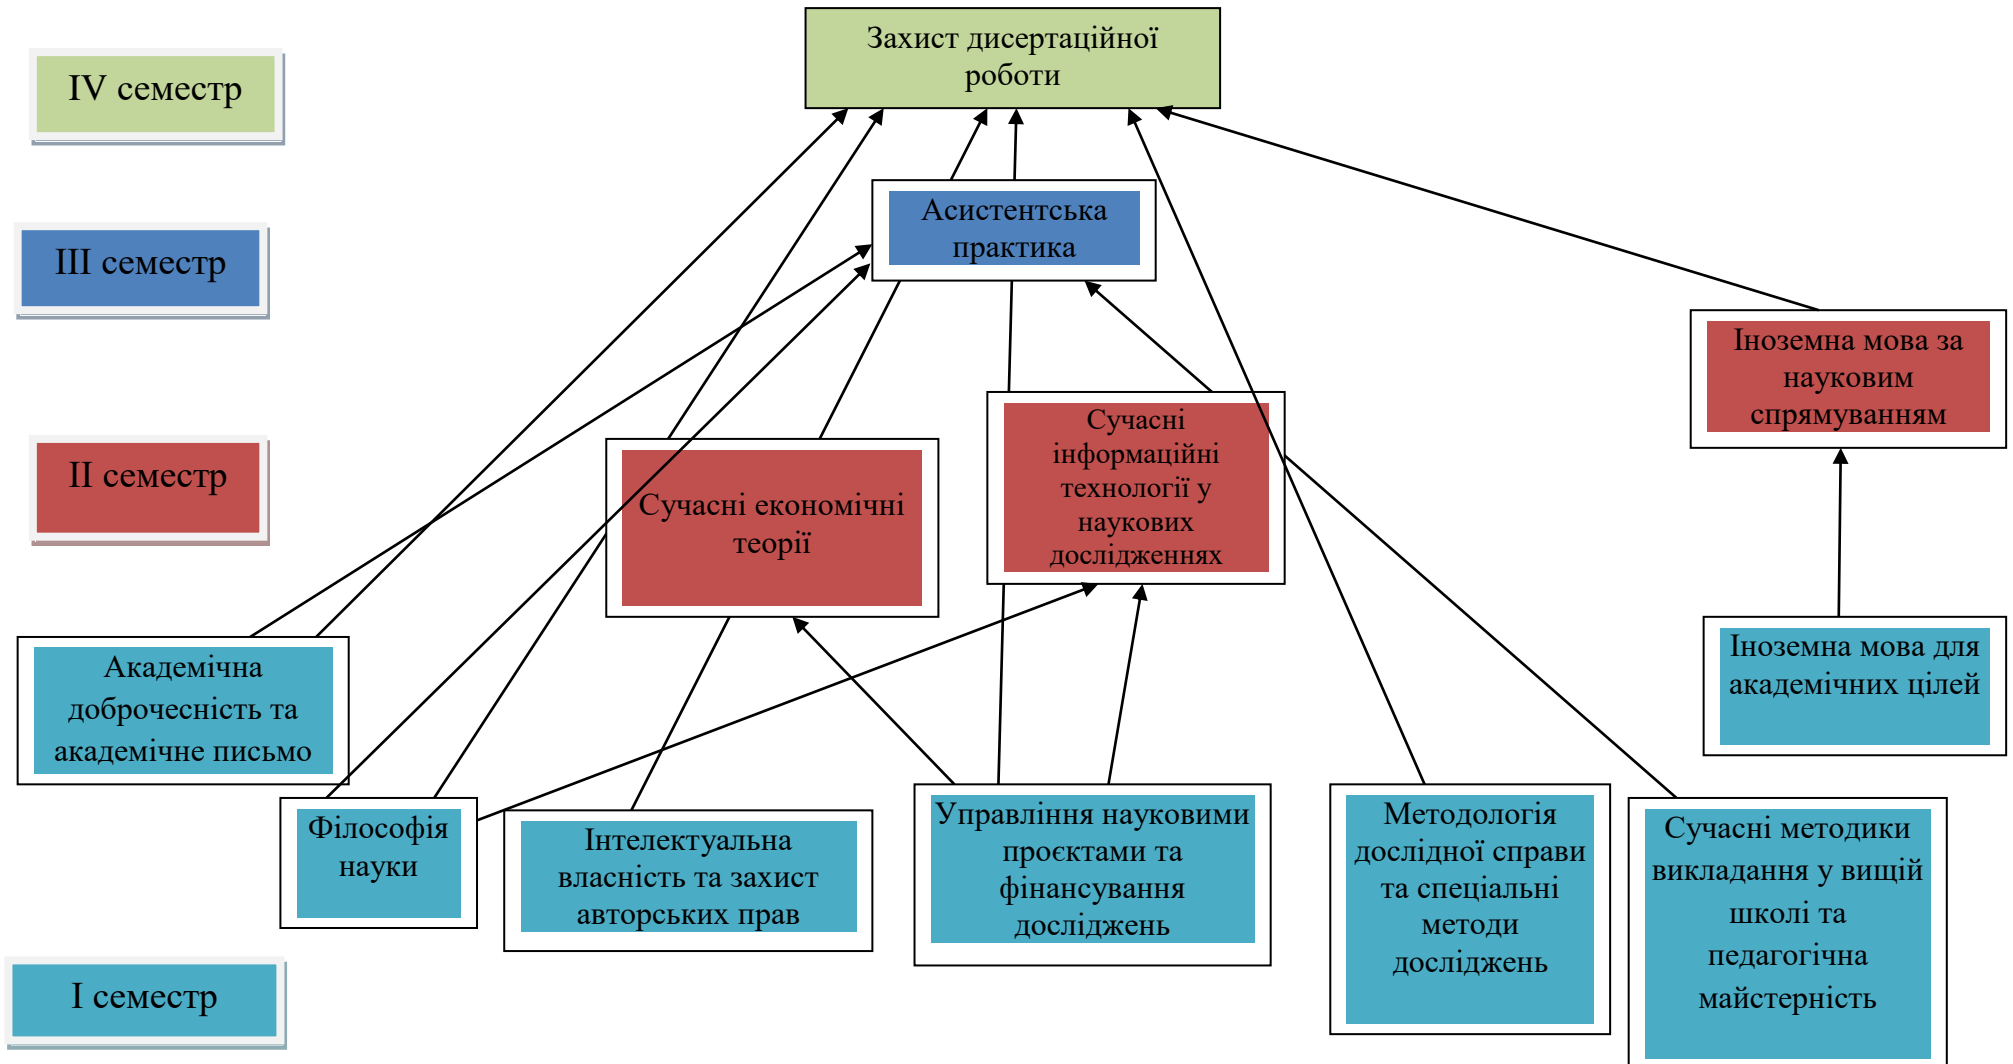 Захист дисертаційної
роботи
IV семестр
Асистентська
практика
III семестр
Іноземна мова за
науковим
спрямуванням
Сучасні
інформаційні
технології у
наукових
дослідженнях
II семестр
Сучасні економічні
теорії
Академічна
доброчесність та
академічне письмо
Іноземна мова для
академічних цілей
Філософія
науки
Інтелектуальна
власність та захист
авторських прав
Управління науковими
проєктами та
фінансування
досліджень
Методологія
дослідної справи
та спеціальні
методи
досліджень
Сучасні методики
викладання у вищій
школі та
педагогічна
майстерність
I семестр